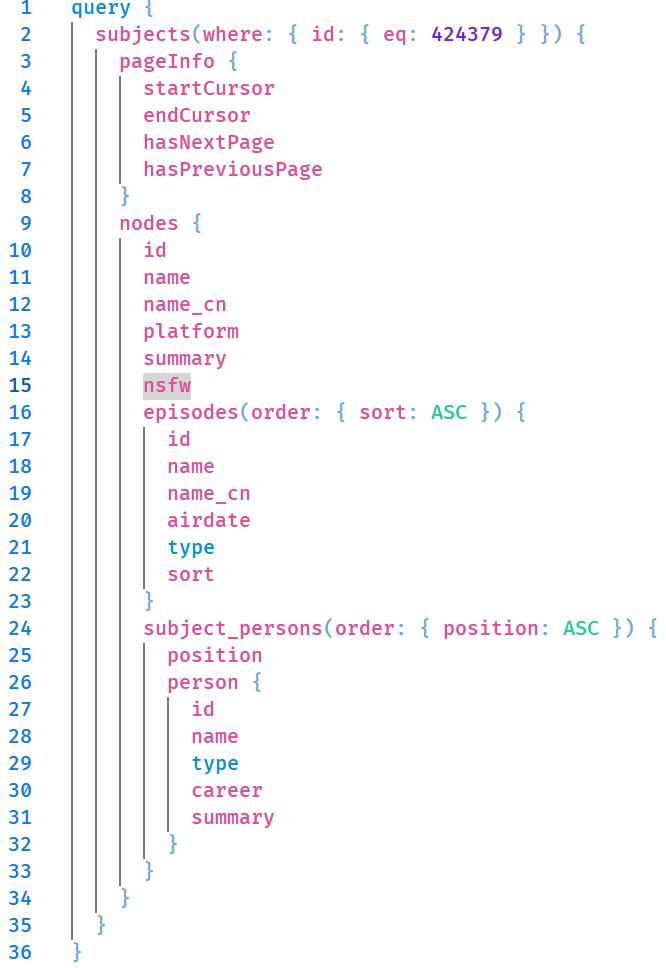 1 query {
2 subjects(where: { id: { eq: 424379 } }) {
3 pageInfo {
4 startCursor
5 endCursor
6 hasNextPage
7 hasPreviousPage
8 }
9 nodes {
10 id
11 name
12 name_cn
13 platform
14 summary
15 nsfw
16 episodes(order: { sort: ASC }) {
17 id
18 name
19 name_cn
20 airdate
21 type
22 sort
23 }
24 subject_persons(order: { position: ASC }) {
25 position
26 person {
27 id
28 name
29 type
30 career
31 summary
32 }
33 }
34 }
35 }
36 }